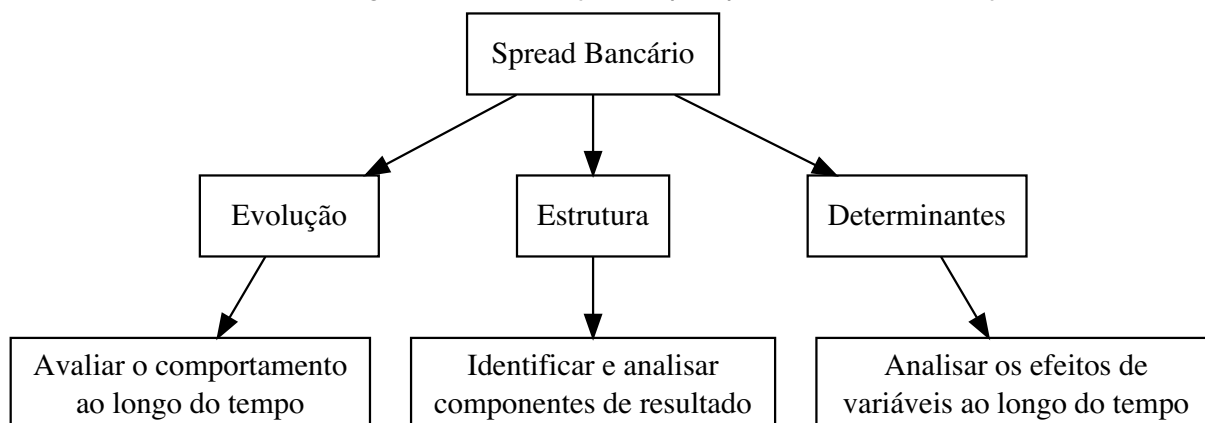 Spread Bancário
Evolução
Estrutura
Determinantes
Avaliar o comportamento
ao longo do tempo
Identificar e analisar
componentes de resultado
Analisar os efeitos de
variáveis ao longo do tempo